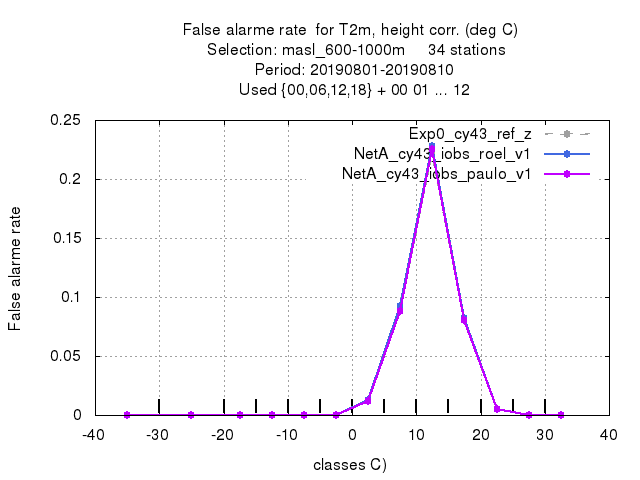 False alarme rate  for T2m, height corr. (deg C)
Selection: masl_600-1000m     34 stations
Period: 20190801-20190810
Used {00,06,12,18} + 00 01 ... 12
Exp0_cy43_ref_z
NetA_cy43_iobs_roel_v1
NetA_cy43_iobs_paulo_v1
False alarme rate
0.25
0.2
0.15
0.1
0.05
0
-40 -30 -20 -10 0 10 20 30 40
classes C)